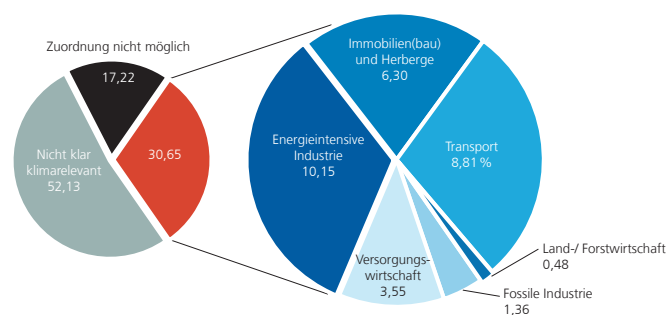 Zuordnung nicht möglich
17,22
30,65
Nicht klar
klimarelevant
52,13
Immobilien(bau)
und Herberge
6,30
Energieintensive
Industrie
10,15
Transport
8,81 %
Versorgungs-
wirtschaft
3,55
Land-/ Forstwirtschaft
0,48
Fossile Industrie
1,36